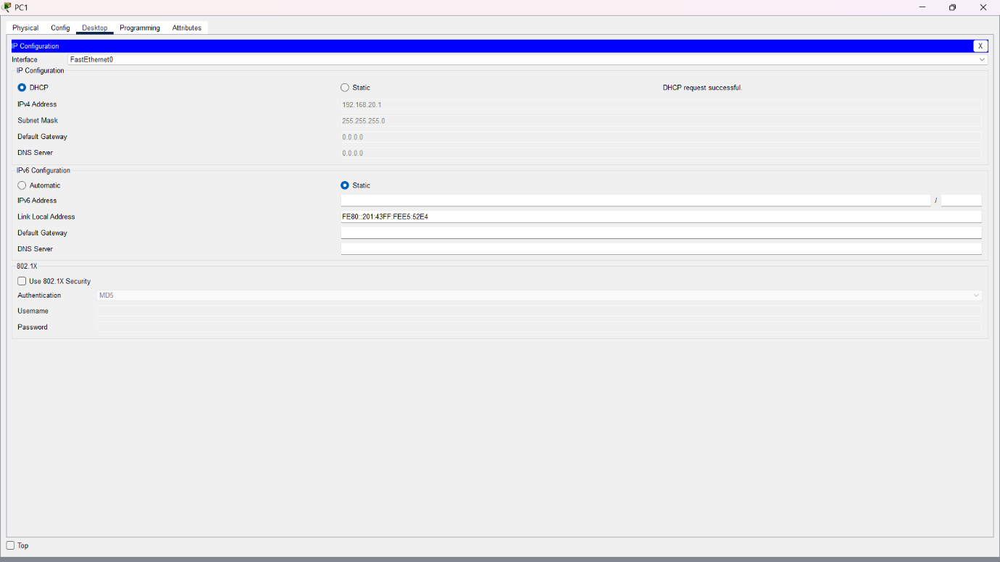 PC1
Physical Config Desktop Programming Attributes
IP Configuration X
Interface FastEthernet0
IP Configuration
DHCP Static DHCP request successful.
IPv4 Address 192.168.20.1
Subnet Mask 255.255.255.0
Default Gateway 0.0.0.0
DNS Server 0.0.0.0
IPv6 Configuration
Automatic Static
IPv6 Address /
Link Local Address FE80::201:43FF:FEE5:52E4
Default Gateway
DNS Server
802.1X
Use 802.1X Security
Authentication MD5
Username
Password
Top